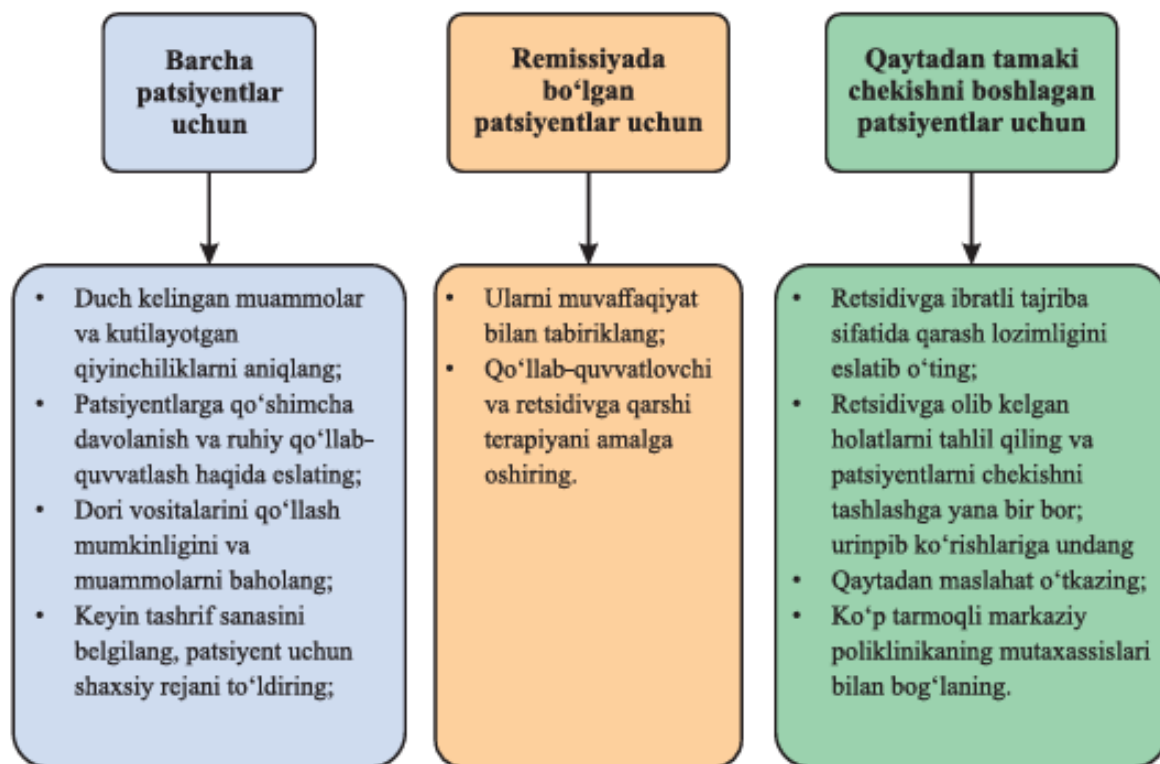 Barcha
patsiyentlar
uchun
• Duch kelingan muammolar
va kutilayotgan
qiyinchiliklarni aniqlang;
• Patsiyentlarga qo‘shimcha
davolanish va ruhiy qo‘llab-
quvvatlash haqida eslating;
• Dori vositalarini qo‘llash
mumkinligini va
muammolarni baholang;
• Keyin tashrif sanasini
belgilang, patsiyent uchun
shaxsiy rejani to‘ldiring;
Remissiyada
bo‘lgan
patsiyentlar uchun
• Ularni muvaffaqiyat
bilan tabiriklang;
• Qo‘llab-quvvatlovchi
va retsidivga qarshi
terapiyani amalga
oshiring.
Qaytadan tamaki
chekishni boshlagan
patsiyentlar uchun
• Retsidivga ibratli tajriba
sifatida qarash lozimligini
eslatib o‘ting;
• Retsidivga olib kelgan
holatlarni tahlil qiling va
patsiyentlarni chekishni
tashlashga yana bir bor;
urinpib ko‘rishlariga undang
• Qaytadan maslahat o‘tkazing;
• Ko‘p tarmoqli markaziy
poliklinikaning mutaxassislari
bilan bog‘laning.